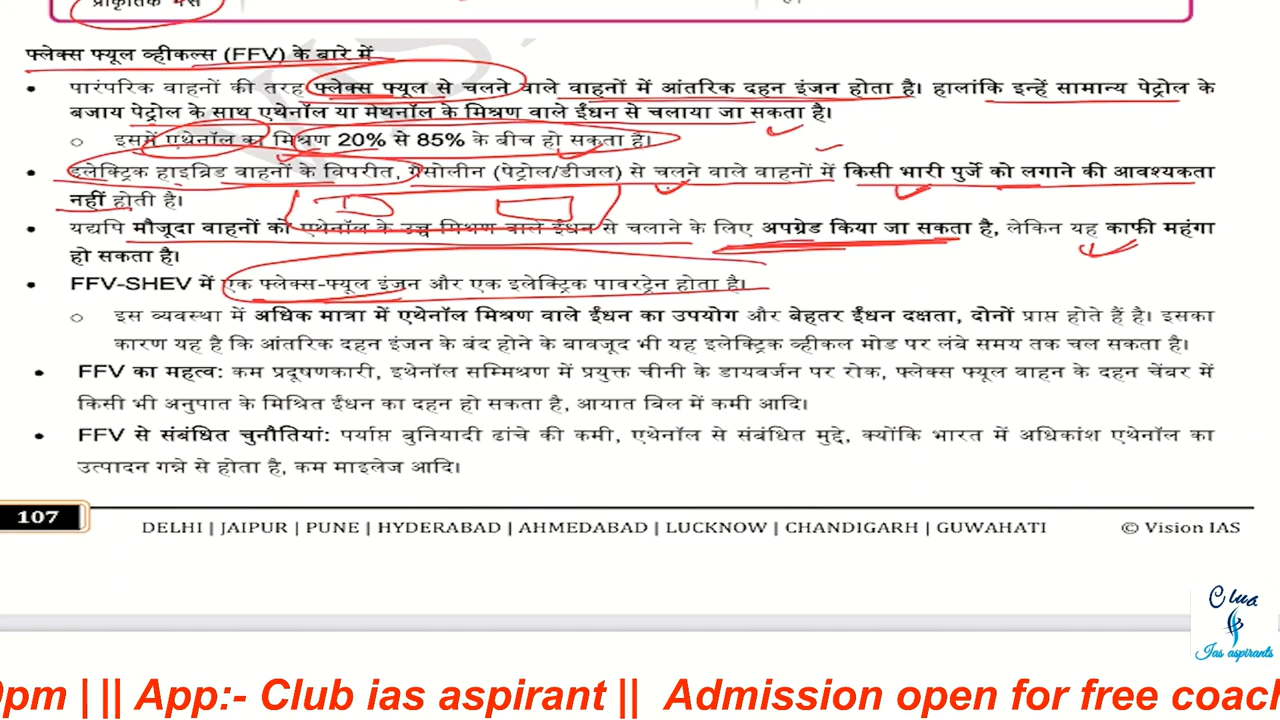 प्राकृतिक गैस
फ्लेक्स फ्यूल व्हीकल्स (FFV) के बारे में
• पारंपरिक वाहनों की तरह फ्लेक्स फ्यूल से चलने वाले वाहनों में आंतरिक दहन इंजन होता है। हालांकि इन्हें सामान्य पेट्रोल के
बजाय पेट्रोल के साथ एथेनॉल या मेथनॉल के मिश्रण वाले ईंधन से चलाया जा सकता है।
○ इसमें एथेनॉल का मिश्रण 20% से 85% के बीच हो सकता है।
• इलेक्ट्रिक हाइब्रिड वाहनों के विपरीत, गैसोलीन (पेट्रोल/डीजल) से चलने वाले वाहनों में किसी भारी पुर्जे को लगाने की आवश्यकता
नहीं होती है।
• यद्यपि मौजूदा वाहनों को एथेनॉल के उच्च मिश्रण वाले ईंधन से चलाने के लिए अपग्रेड किया जा सकता है, लेकिन यह काफी महंगा
हो सकता है।
• FFV-SHEV में एक फ्लेक्स-फ्यूल इंजन और एक इलेक्ट्रिक पावरट्रेन होता है।
○ इस व्यवस्था में अधिक मात्रा में एथेनॉल मिश्रण वाले ईंधन का उपयोग और बेहतर ईंधन दक्षता, दोनों प्राप्त होते हैं है। इसका
कारण यह है कि आंतरिक दहन इंजन के बंद होने के बावजूद भी यह इलेक्ट्रिक व्हीकल मोड पर लंबे समय तक चल सकता है।
• FFV का महत्व: कम प्रदूषणकारी, इथेनॉल सम्मिश्रण में प्रयुक्त चीनी के डायवर्जन पर रोक, फ्लेक्स फ्यूल वाहन के दहन चेंबर में
किसी भी अनुपात के मिश्रित ईंधन का दहन हो सकता है, आयात बिल में कमी आदि।
• FFV से संबंधित चुनौतियां: पर्याप्त बुनियादी ढांचे की कमी, एथेनॉल से संबंधित मुद्दे, क्योंकि भारत में अधिकांश एथेनॉल का
उत्पादन गन्ने से होता है, कम माइलेज आदि।
107 DELHI | JAIPUR | PUNE | HYDERABAD | AHMEDABAD | LUCKNOW | CHANDIGARH | GUWAHATI © Vision IAS
Club
Ias aspirants
0pm | || App:- Club ias aspirant || Admission open for free coach